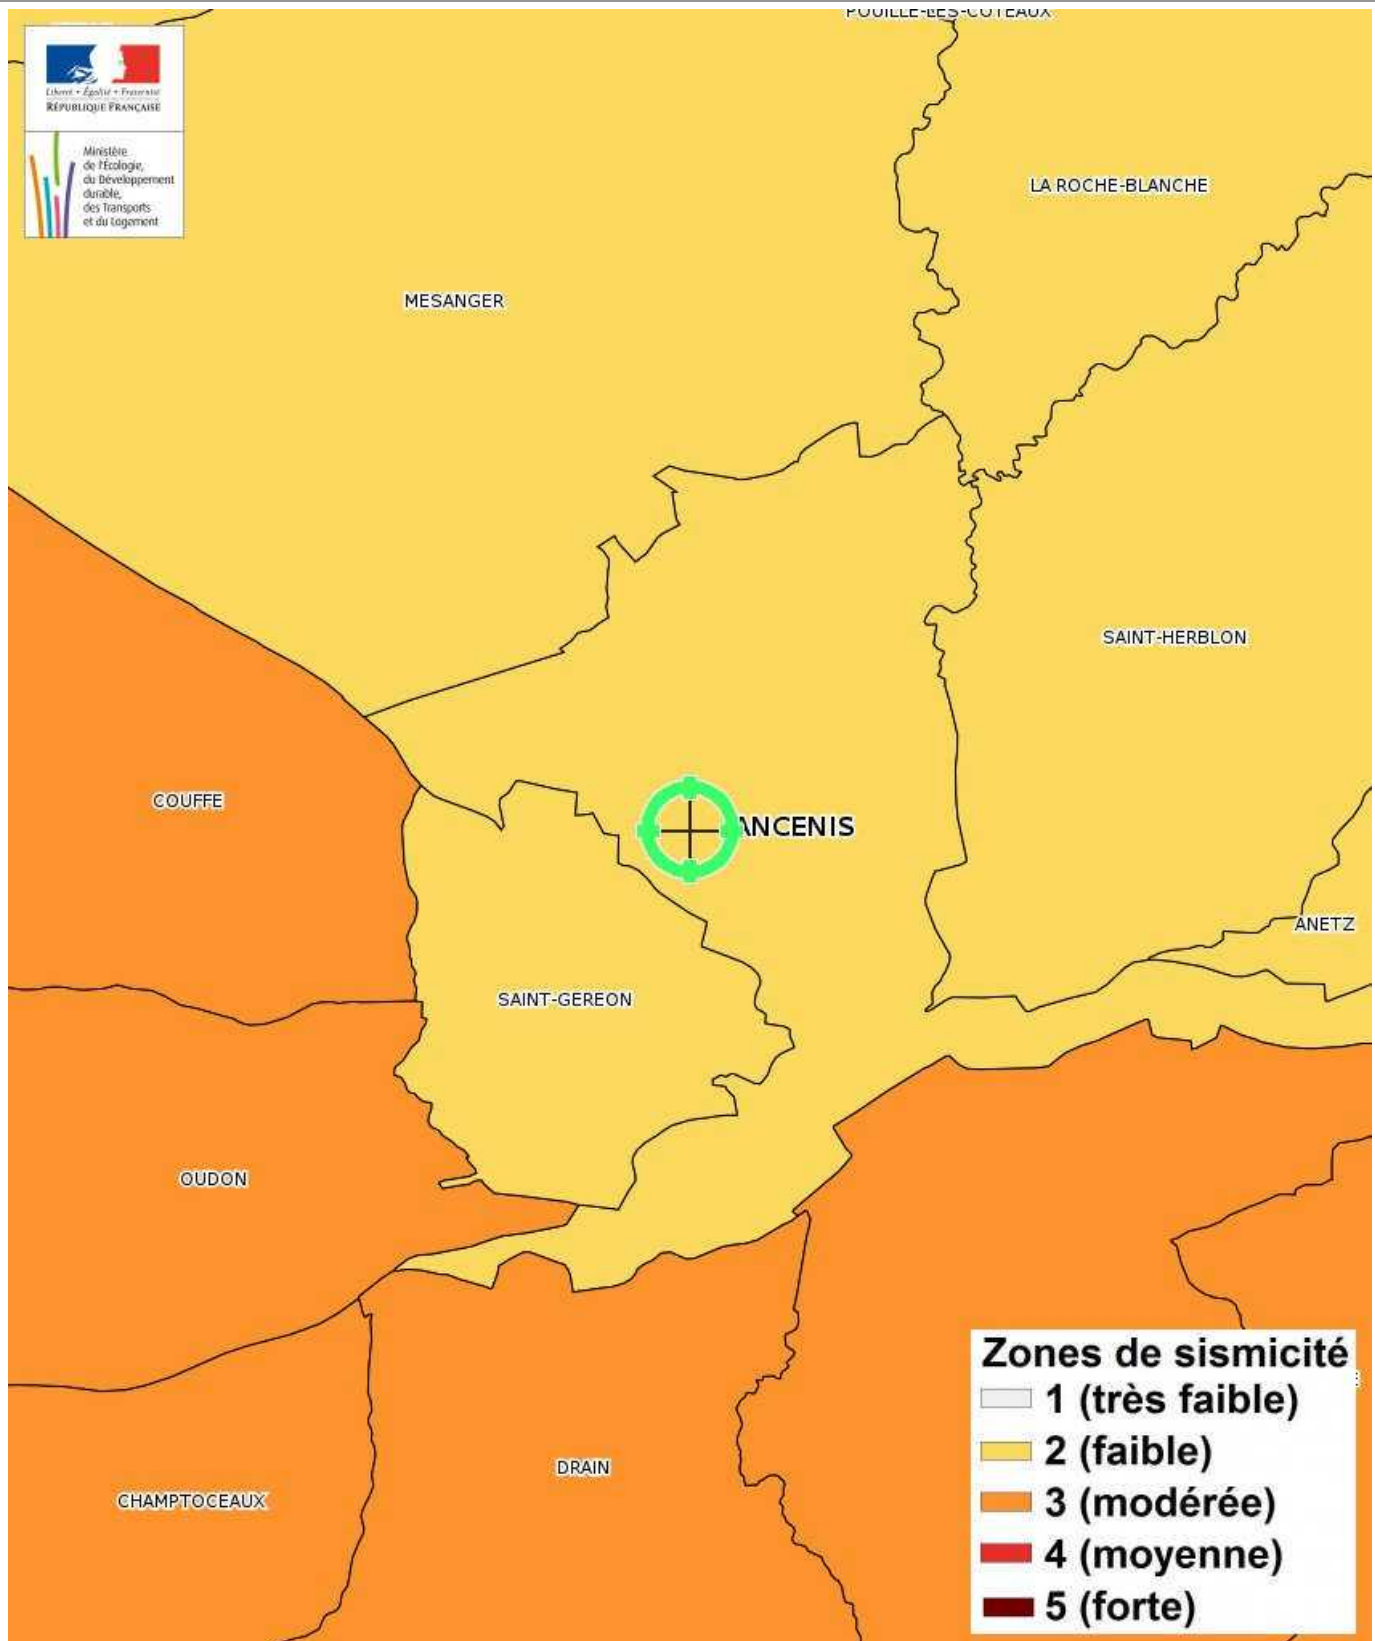 POUILLE-LES-COTEAUX
Liberté • Égalité • Fraternité
RÉPUBLIQUE FRANÇAISE
Ministère
de l'Écologie,
du Développement
durable,
des Transports
et du Logement
LA ROCHE-BLANCHE
MESANGER
SAINT-HERBLON
COUFFE
ANCENIS
ANETZ
SAINT-GEREON
OUDON
DRAIN
CHAMPTOCEAUX
Zones de sismicité
1 (très faible)
2 (faible)
3 (modérée)
4 (moyenne)
5 (forte)